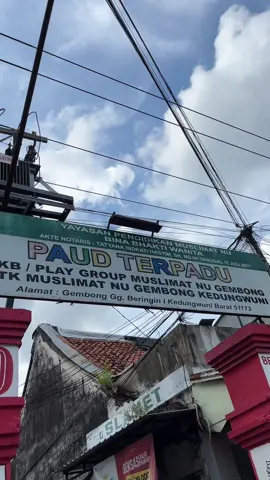 YAYASAN PENDIDIKAN MUSLIMAT NU
BINA BHAKTI WANITA
PAUD TERPADU
KB / PLAY GROUP MUSLIMAT NU GEMBONG
TK MUSLIMAT NU GEMBONG KEDUNGWUNI
Alamat : Gembong Gg. Beringin I Kedungwuni Barat 51173
SLAMET